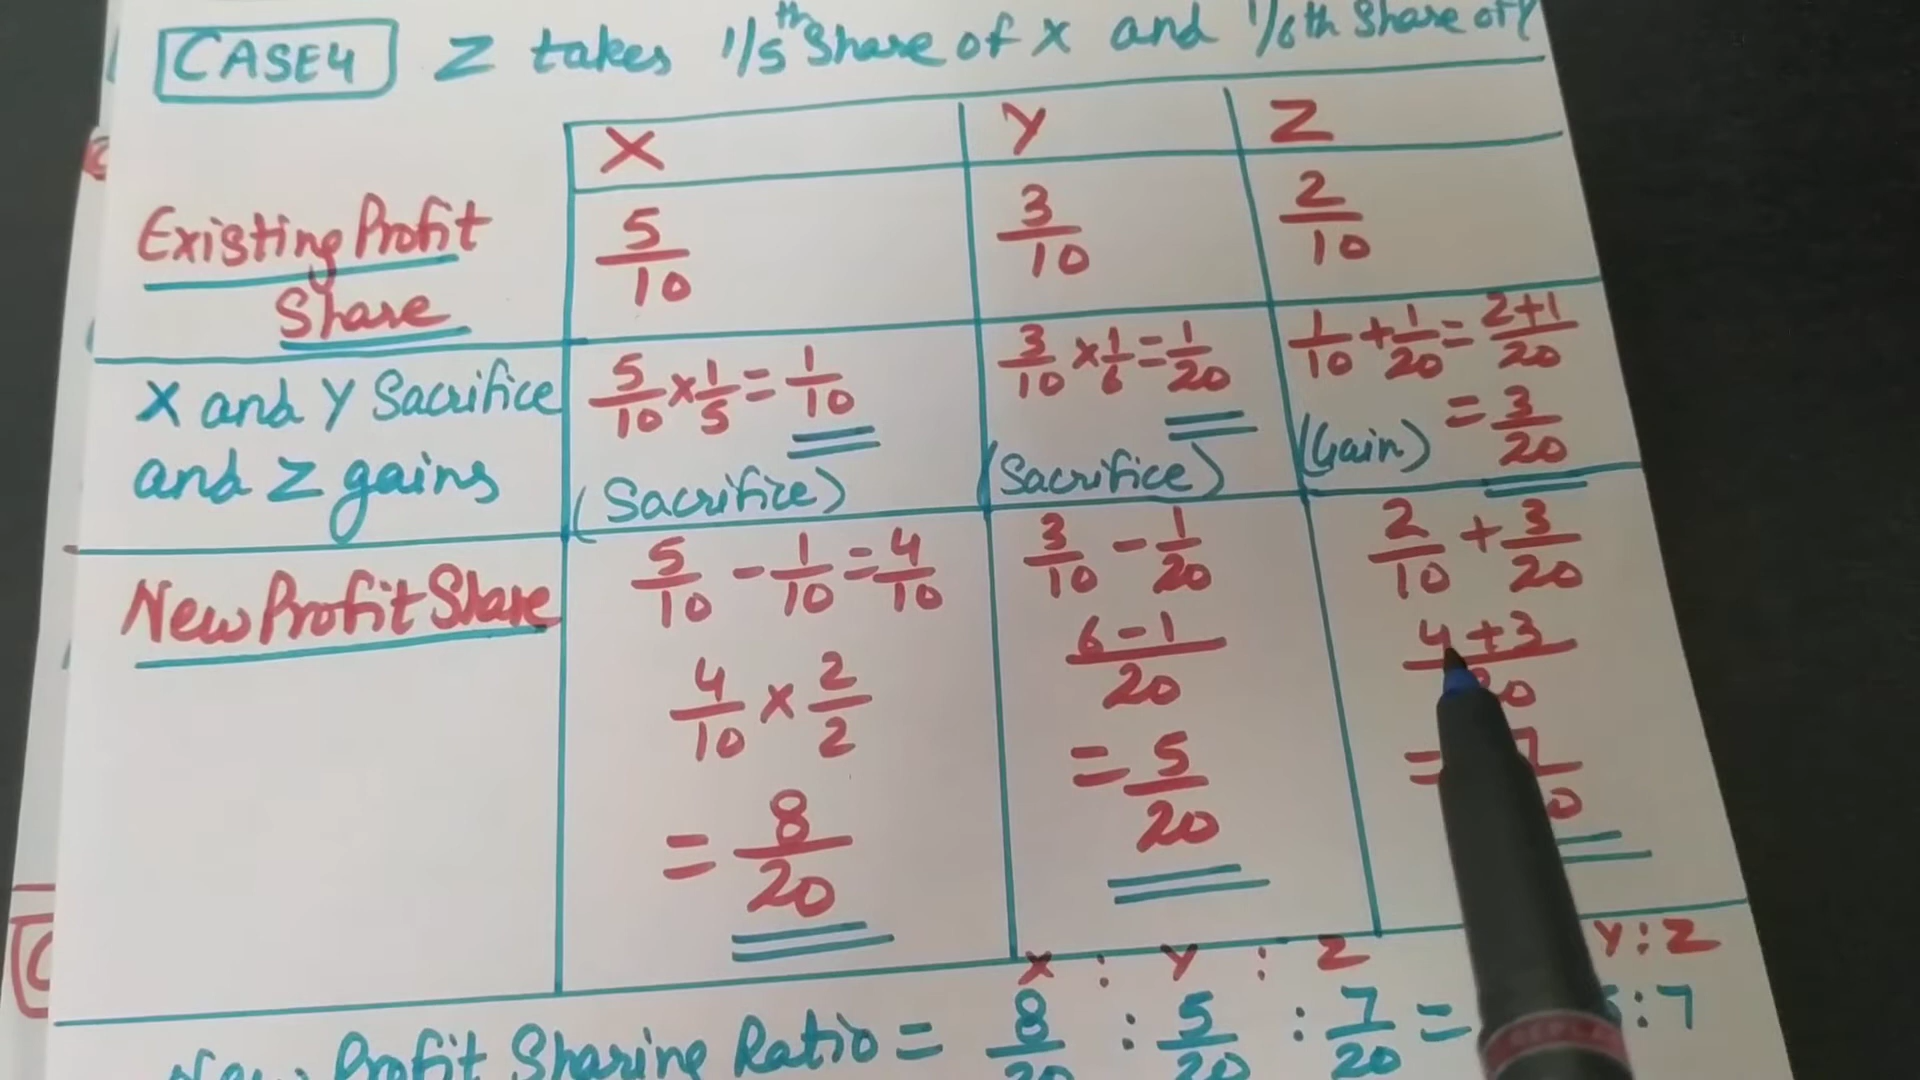 CASE4 Z takes 1/5th Share of X and 1/6th Share of Y
X Y Z
Existing Profit Share
5/10 3/10 2/10
X and Y Sacrifice and Z gains
5/10 × 1/5 = 1/10 (Sacrifice)
3/10 × 1/6 = 1/20 (Sacrifice)
1/10 + 1/20 = 2+1/20
(Gain) = 3/20
New Profit Share
5/10 - 1/10 = 4/10
4/10 × 2/2
= 8/20
3/10 - 1/20
6-1/20
= 5/20
2/10 + 3/20
4+3
=
X : Y : Z Y:Z
New Profit Sharing Ratio = 8/20 : 5/20 : 7/20 = :7